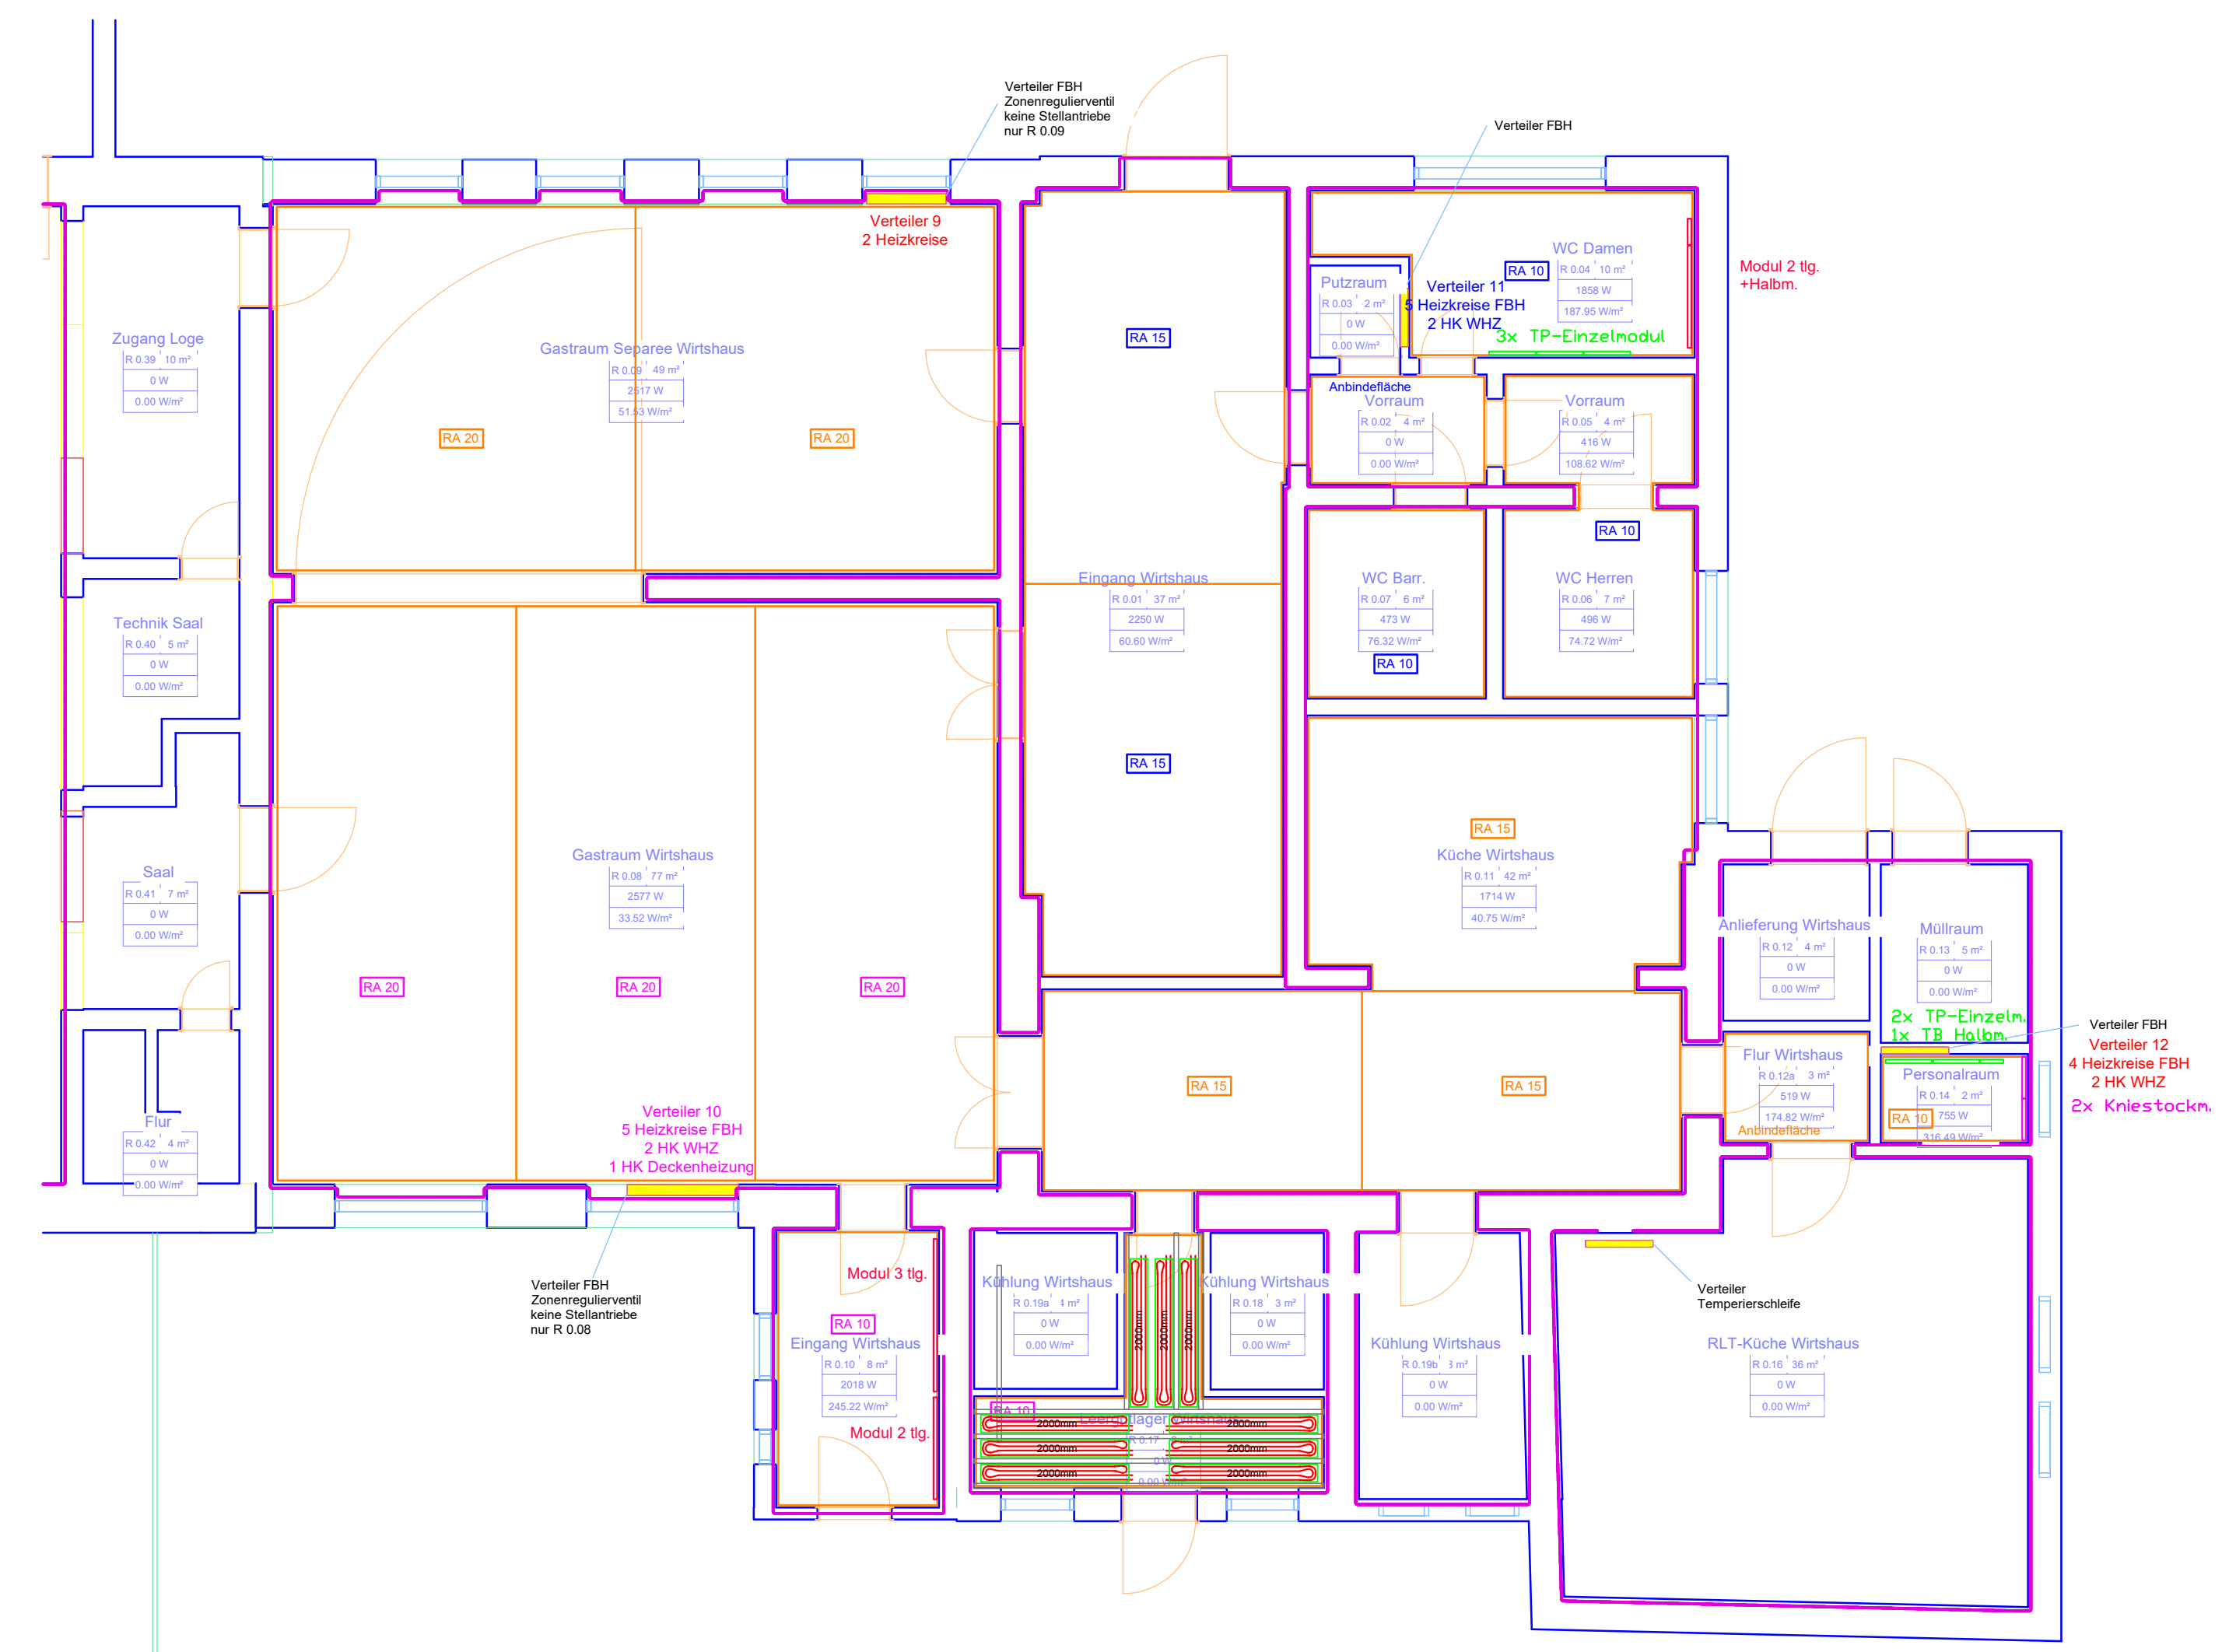 Verteiler FBH
Zonenregulierventil
keine Stellantriebe
nur R 0.09
Verteiler FBH
Verteiler 9
2 Heizkreise
WC Damen
R 0.04 10 m²
1858 W
187.95 W/m²
RA 10
Modul 2 tlg.
+Halbm.
Putzraum
R 0.03 2 m²
0 W
0.00 W/m²
Verteiler 11
5 Heizkreise FBH
2 HK WHZ
3x TP-Einzelmodul
Zugang Loge
R 0.39 10 m²
0 W
0.00 W/m²
Gastraum Separee Wirtshaus
R 0.09 49 m²
2517 W
51.53 W/m²
RA 20
RA 20
RA 15
Anbindefläche
Vorraum
R 0.02 4 m²
0 W
0.00 W/m²
Vorraum
R 0.05 4 m²
416 W
108.62 W/m²
RA 10
Eingang Wirtshaus
R 0.01 37 m²
2250 W
60.60 W/m²
WC Barr.
R 0.07 6 m²
473 W
76.32 W/m²
RA 10
WC Herren
R 0.06 7 m²
496 W
74.72 W/m²
Technik Saal
R 0.40 5 m²
0 W
0.00 W/m²
RA 15
Saal
R 0.41 7 m²
0 W
0.00 W/m²
Gastraum Wirtshaus
R 0.08 77 m²
2577 W
33.52 W/m²
RA 15
Küche Wirtshaus
R 0.11 42 m²
1714 W
40.75 W/m²
Anlieferung Wirtshaus
R 0.12 4 m²
0 W
0.00 W/m²
Müllraum
R 0.13 5 m²
0 W
0.00 W/m²
RA 20
RA 20
RA 20
2x TP-Einzelm.
1x TB Halbm.
Verteiler FBH
Verteiler 12
4 Heizkreise FBH
2 HK WHZ
2x Kniestockm.
RA 15
RA 15
Flur Wirtshaus
R 0.12a 3 m²
519 W
174.82 W/m²
Anbindefläche
Personalraum
R 0.14 2 m²
755 W
316.49 W/m²
RA 10
Flur
R 0.42 4 m²
0 W
0.00 W/m²
Verteiler 10
5 Heizkreise FBH
2 HK WHZ
1 HK Deckenheizung
Verteiler FBH
Zonenregulierventil
keine Stellantriebe
nur R 0.08
Modul 3 tlg.
RA 10
Eingang Wirtshaus
R 0.10 8 m²
2018 W
245.22 W/m²
Modul 2 tlg.
Kühlung Wirtshaus
R 0.19a m²
0 W
0.00 W/m²
2000mm
2000mm
2000mm
Kühlung Wirtshaus
R 0.18 3 m²
0 W
0.00 W/m²
Kühlung Wirtshaus
R 0.19b m²
0 W
0.00 W/m²
Verteiler
Temperierschleife
RLT-Küche Wirtshaus
R 0.16 36 m²
0 W
0.00 W/m²
RA 10
Wirtshaus
2000mm
2000mm
R 0.17
2000mm
2000mm
0 W
2000mm
2000mm
0.00 W/m²